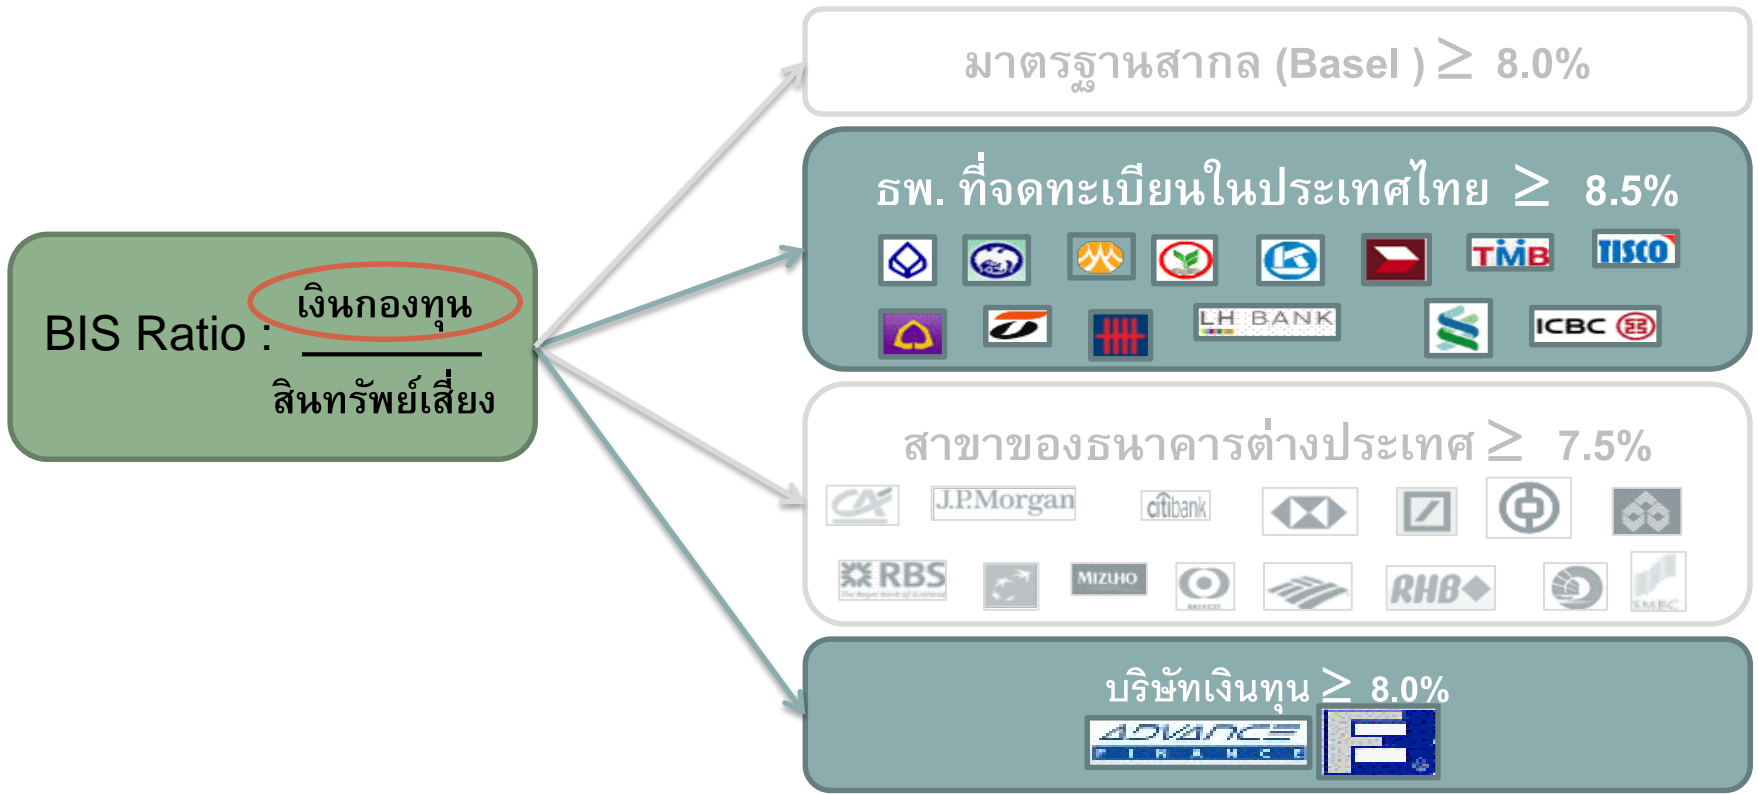 มาตรฐานสากล (Basel ) ≥ 8.0%
ธพ. ที่จดทะเบียนในประเทศไทย ≥ 8.5%
TMB
TISCO
LH BANK
ICBC
BIS Ratio :
เงินกองทุน
สินทรัพย์เสี่ยง
สาขาของธนาคารต่างประเทศ ≥ 7.5%
J.P.Morgan
citibank
RBS
MIZUHO
RHB
SMBC
บริษัทเงินทุน ≥ 8.0%
ADVANCE
FINANCE